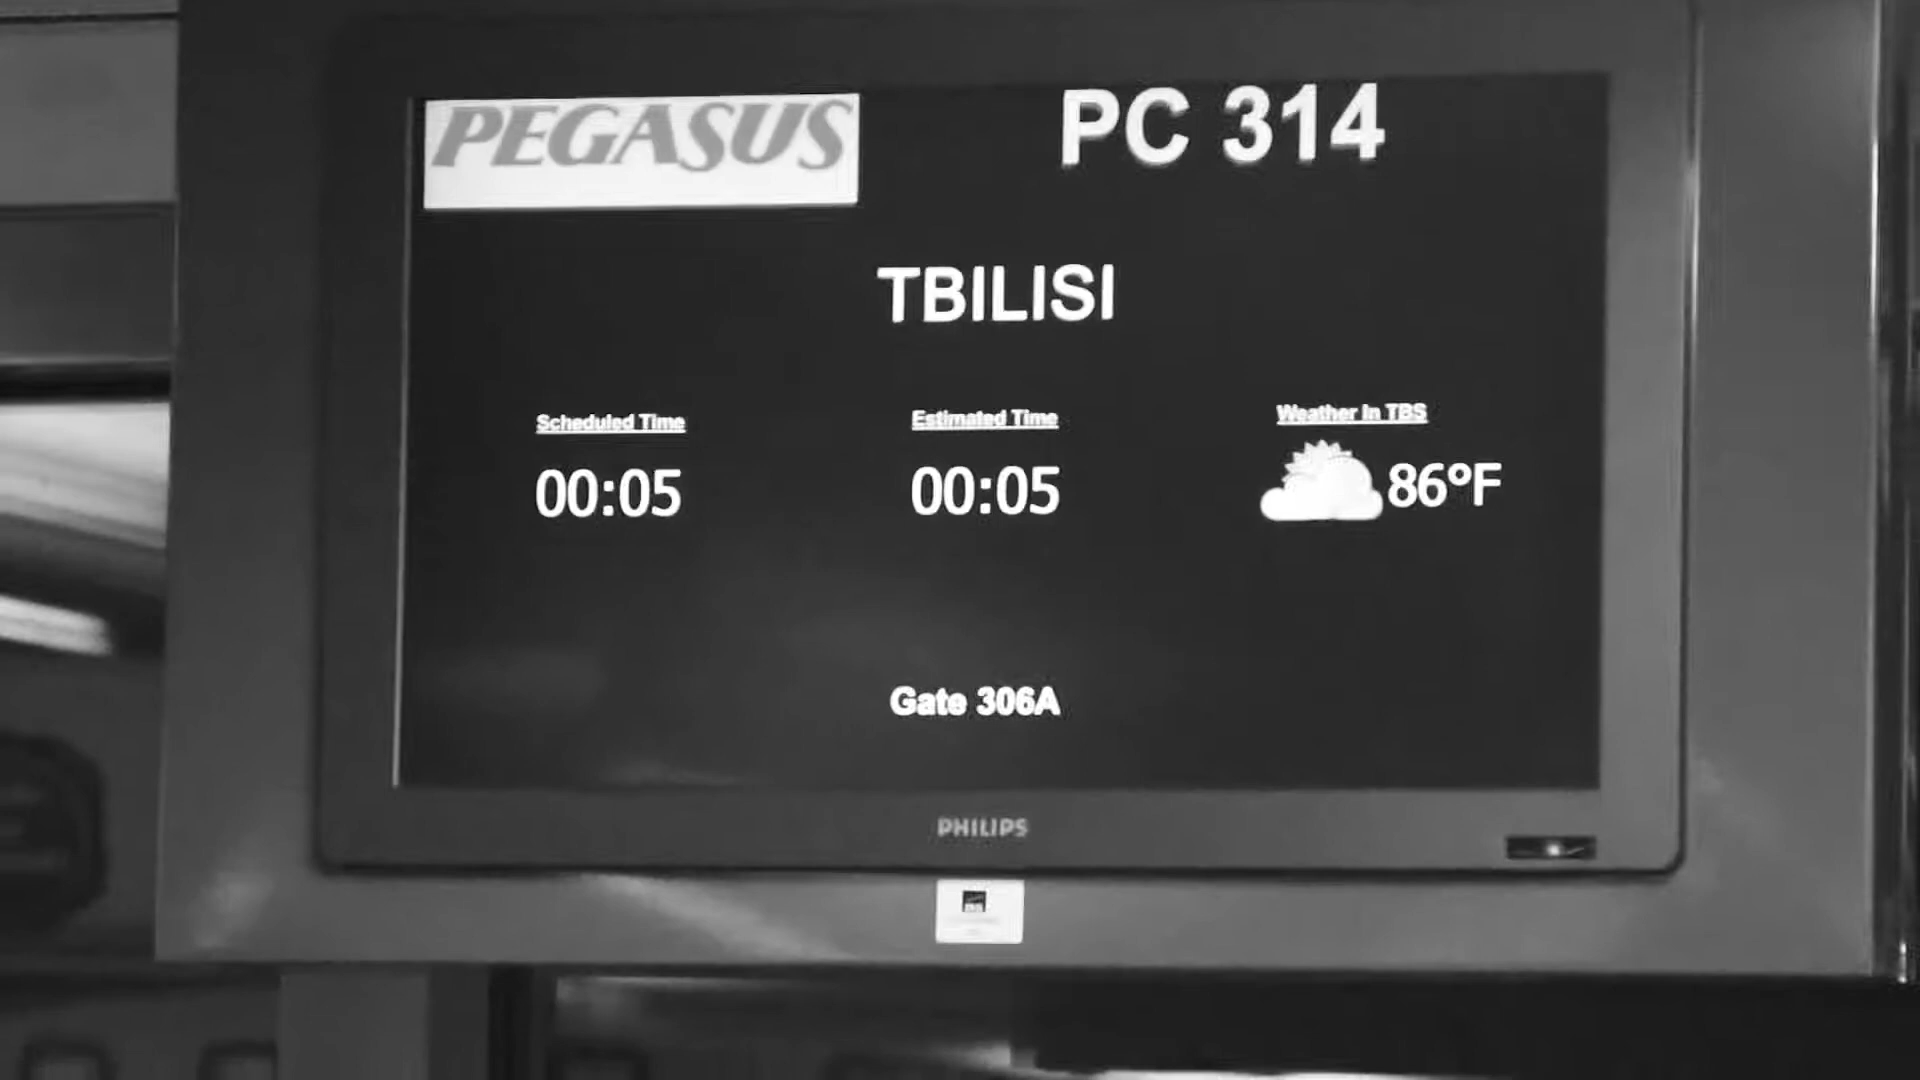 PEGASUS
PC 314
TBILISI
Scheduled Time
Estimated Time
Weather in TBS
00:05
00:05
86°F
Gate 306A
PHILIPS